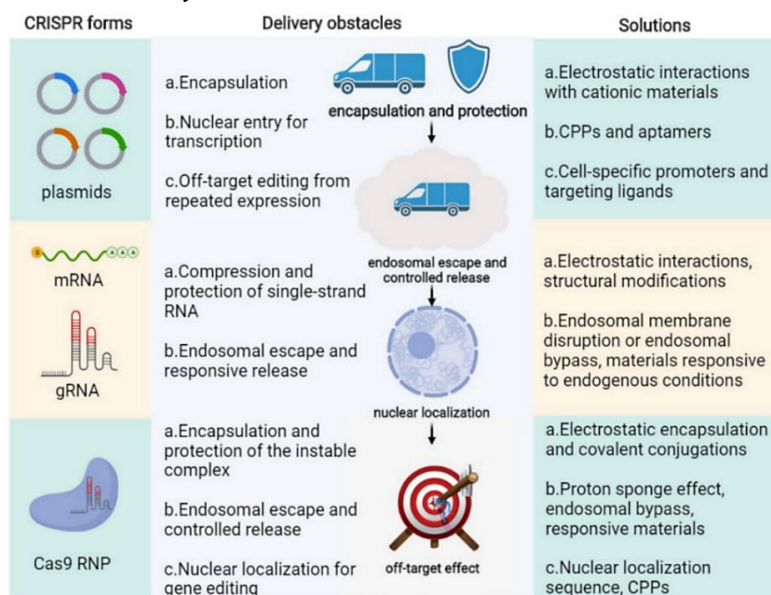 CRISPR forms
Delivery obstacles
Solutions
plasmids
a.Encapsulation
b.Nuclear entry for
transcription
c.Off-target editing from
repeated expression
encapsulation and protection
a.Electrostatic interactions
with cationic materials
b.CPPs and aptamers
c.Cell-specific promoters and
targeting ligands
endosomal escape and
controlled release
A A A
mRNA
gRNA
a.Compression and
protection of single-strand
RNA
b.Endosomal escape and
responsive release
nuclear localization
a.Electrostatic interactions,
structural modifications
b.Endosomal membrane
disruption or endosomal
bypass, materials responsive
to endogenous conditions
Cas9 RNP
a.Encapsulation and
protection of the instable
complex
b.Endosomal escape and
controlled release
c.Nuclear localization for
gene editing
off-target effect
a.Electrostatic encapsulation
and covalent conjugations
b.Proton sponge effect,
endosomal bypass,
responsive materials
c.Nuclear localization
sequence, CPPs